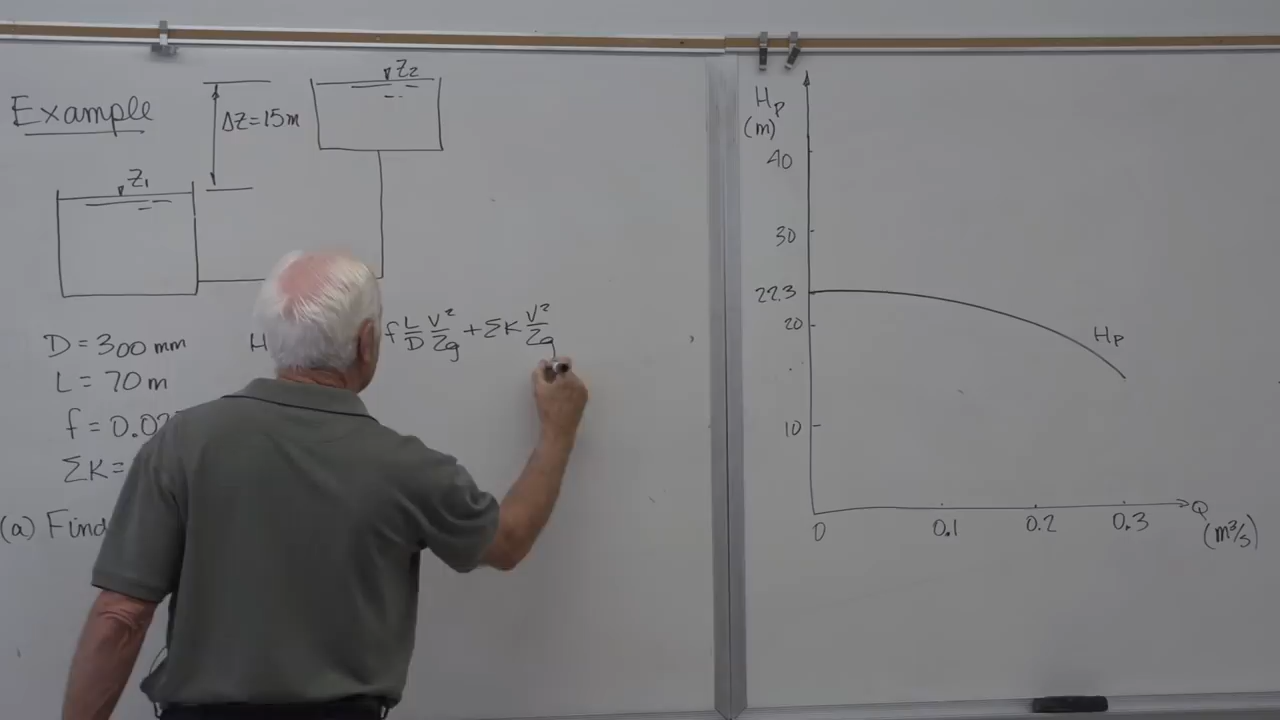 Example
Z₁
ΔZ = 15m
Z₂
D = 300 mm
L = 70 m
f = 0.02
ΣK =
(a) Find
H
f L/D V²/2g + ΣK V²/2g
Hp
(m)
40
30
22.3
20
10
Hp
0
0.1
0.2
0.3
Q
(m³/s)